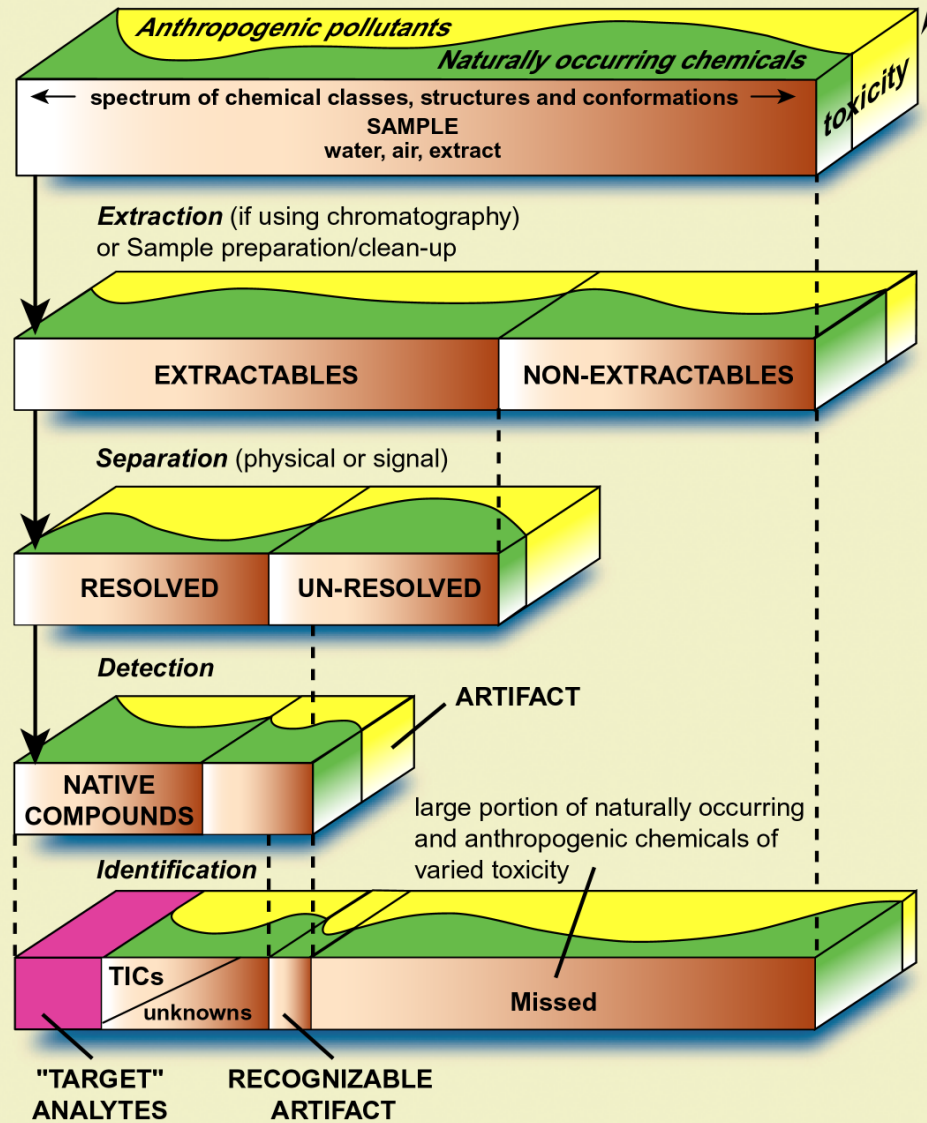 Anthropogenic pollutants
Naturally occurring chemicals
toxicity
spectrum of chemical classes, structures and conformations
SAMPLE
water, air, extract
Extraction (if using chromatography)
or Sample preparation/clean-up
EXTRACTABLES
NON-EXTRACTABLES
Separation (physical or signal)
RESOLVED
UN-RESOLVED
Detection
ARTIFACT
NATIVE
COMPOUNDS
large portion of naturally occurring
and anthropogenic chemicals of
varied toxicity
Identification
TICs
unknowns
Missed
"TARGET"
ANALYTES
RECOGNIZABLE
ARTIFACT